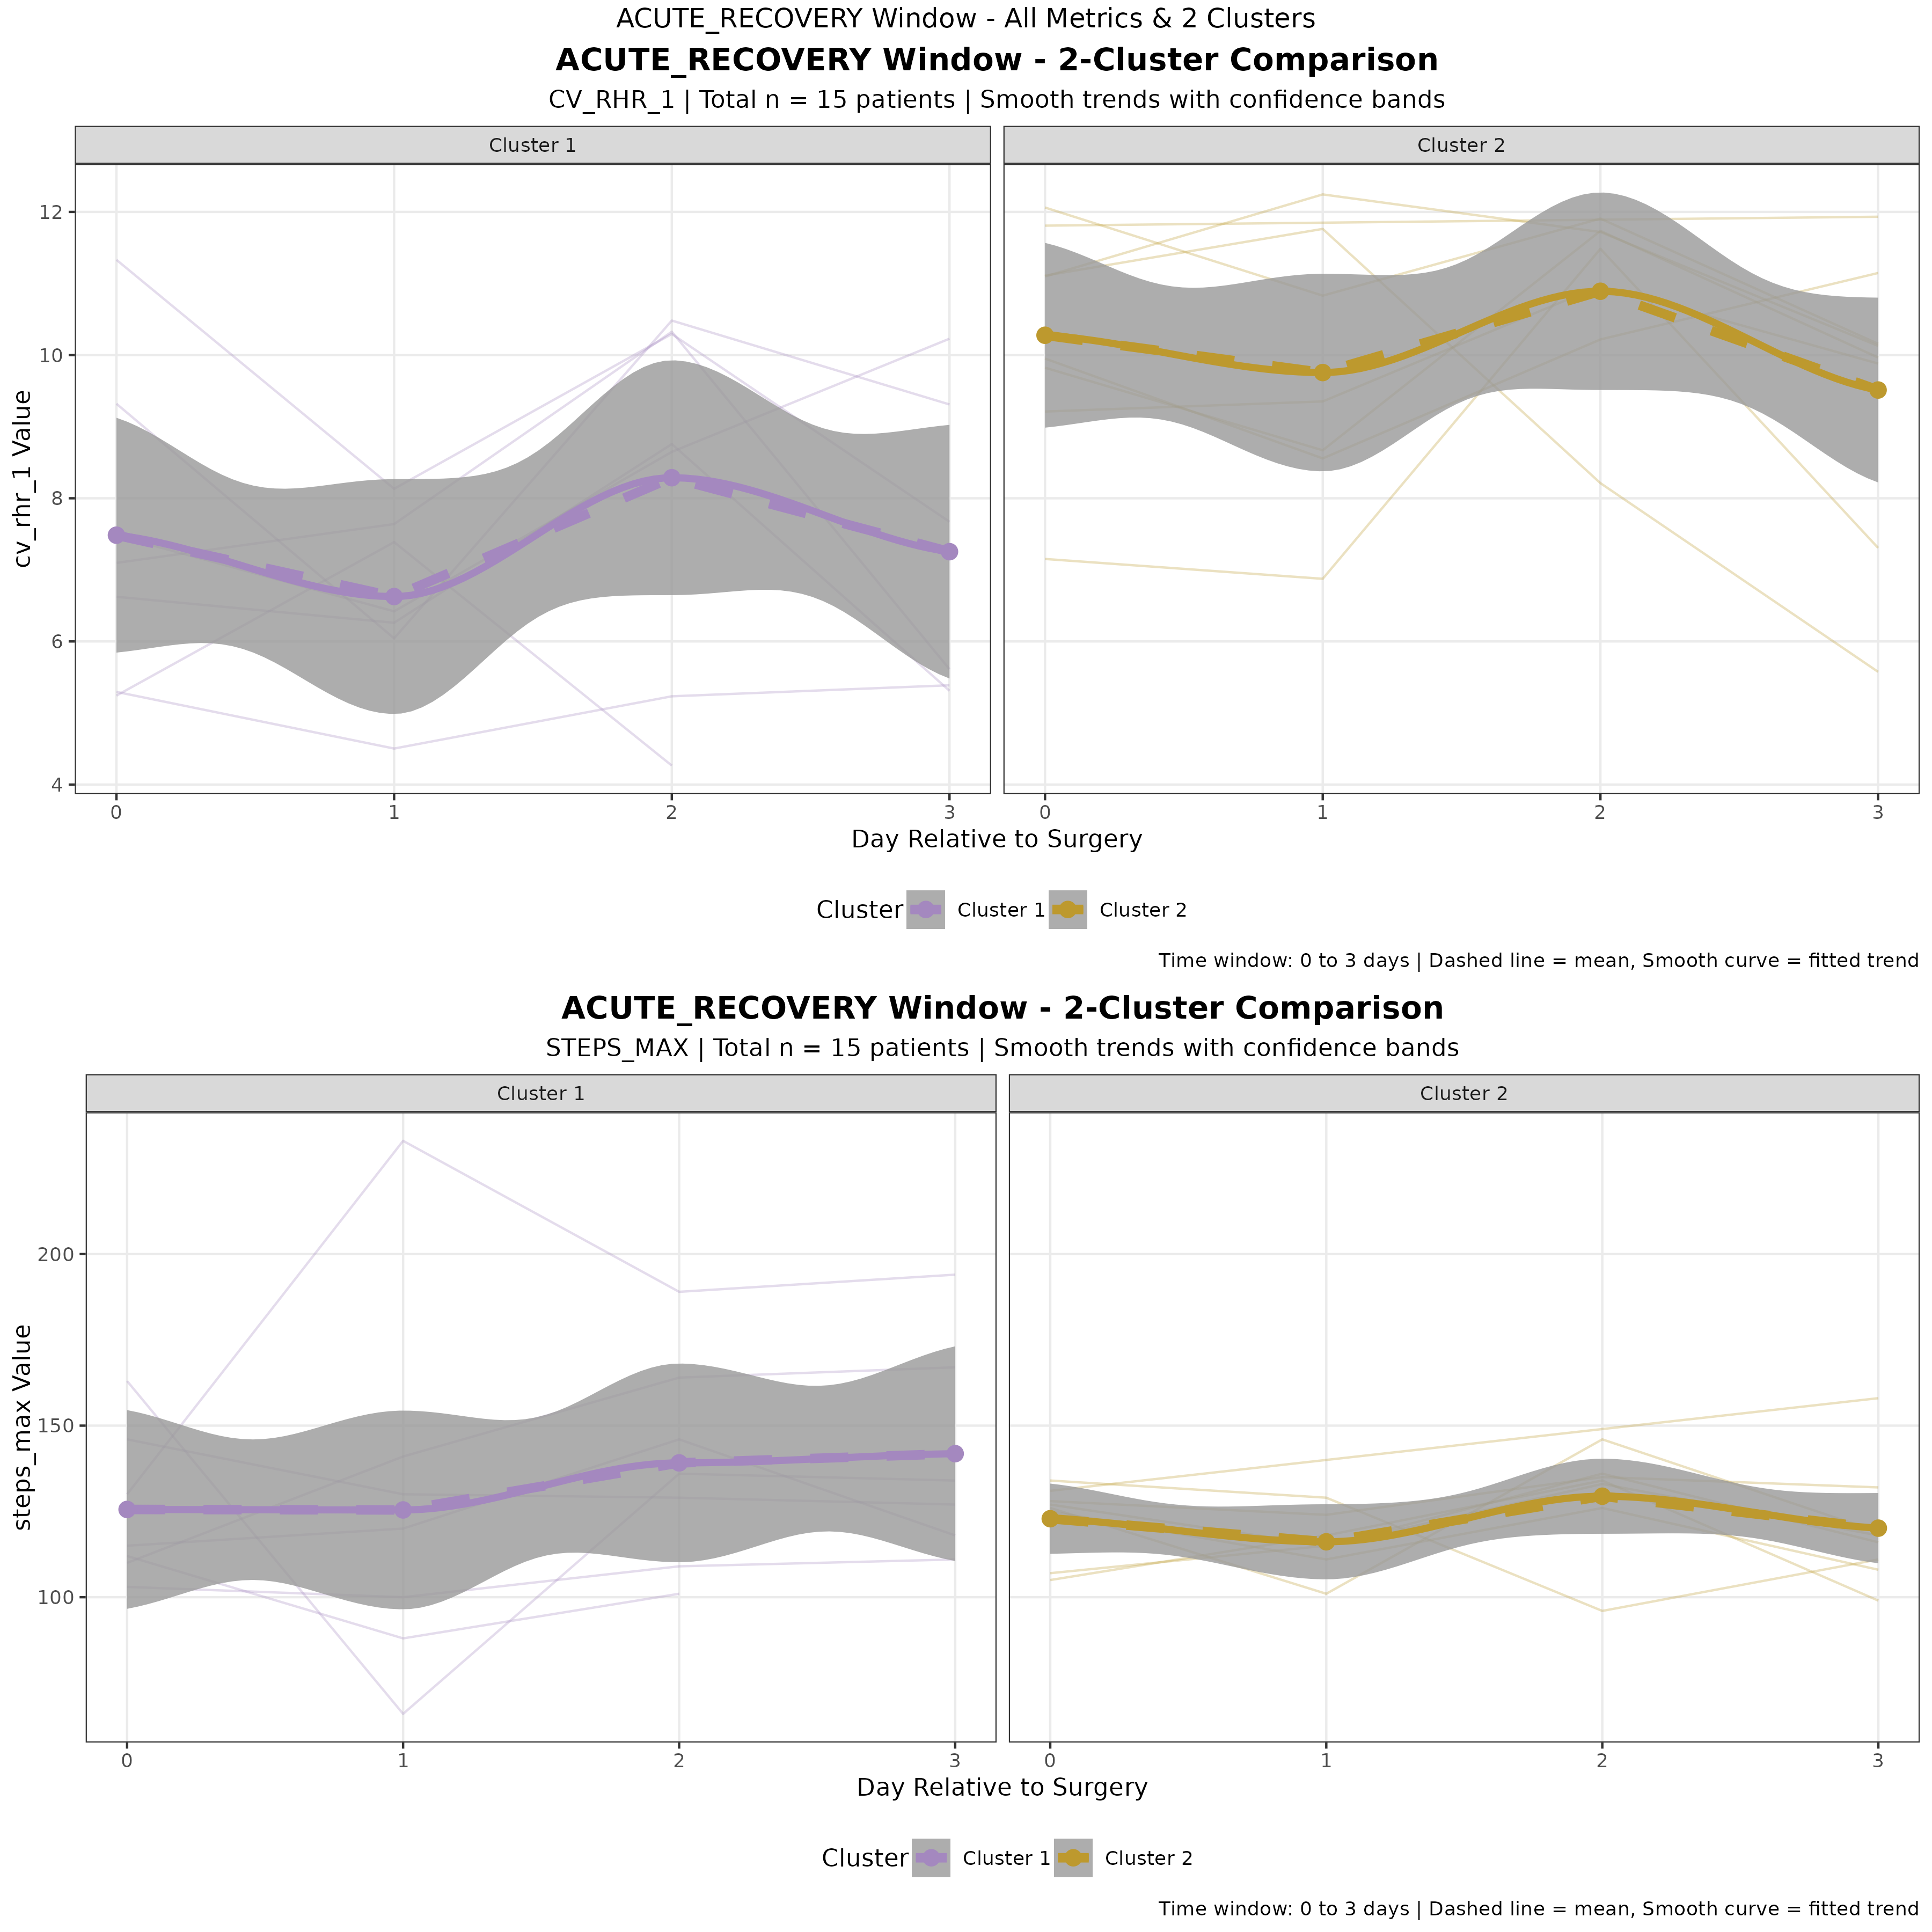 ACUTE_RECOVERY Window - All Metrics & 2 Clusters
ACUTE_RECOVERY Window - 2-Cluster Comparison
CV_RHR_1 | Total n = 15 patients | Smooth trends with confidence bands
Cluster 1
Cluster 2
cv_rhr_1 Value
12
10
8
6
4
0 1 2 3
0 1 2 3
Day Relative to Surgery
Cluster Cluster 1 Cluster 2
Time window: 0 to 3 days | Dashed line = mean, Smooth curve = fitted trend
ACUTE_RECOVERY Window - 2-Cluster Comparison
STEPS_MAX | Total n = 15 patients | Smooth trends with confidence bands
Cluster 1
Cluster 2
steps_max Value
200
150
100
0 1 2 3
0 1 2 3
Day Relative to Surgery
Cluster Cluster 1 Cluster 2
Time window: 0 to 3 days | Dashed line = mean, Smooth curve = fitted trend